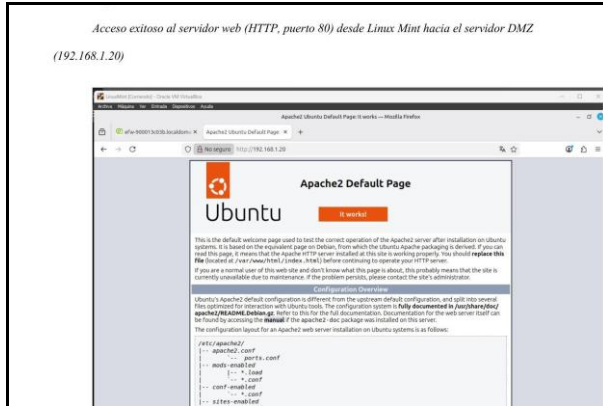 Acceso exitoso al servidor web (HTTP, puerto 80) desde Linux Mint hacia el servidor DMZ
(192.168.1.20)
LinuxMint [Corriendo] - Oracle VM VirtualBox
Archivo Máquina Ver Entrada Dispositivos Ayuda
Apache2 Ubuntu Default Page: It works — Mozilla Firefox
Apache2 Ubuntu Default Page
No seguro http://192.168.1.20
Apache2 Default Page
Ubuntu
It works!
This is the default welcome page used to test the correct operation of the Apache2 server after installation on Ubuntu
systems. It is based on the equivalent page on Debian, from which the Ubuntu Apache packaging is derived. If you can
read this page, it means that the Apache HTTP server installed at this site is working properly. You should replace this
file (located at /var/www/html/index.html) before continuing to operate your HTTP server.
If you are a normal user of this web site and don't know what this page is about, this probably means that the site is
currently unavailable due to maintenance. If the problem persists, please contact the site's administrator.
Configuration Overview
Ubuntu's Apache2 default configuration is different from the upstream default configuration, and split into several
files optimized for interaction with Ubuntu tools. The configuration system is fully documented in /usr/share/doc/
apache2/README.Debian.gz. Refer to this for the full documentation. Documentation for the web server itself can
be found by accessing the manual if the apache2-doc package was installed on this server.
The configuration layout for an Apache2 web server installation on Ubuntu systems is as follows:
/etc/apache2/
|-- apache2.conf
|   `-- ports.conf
|-- mods-enabled
|   |-- *.load
|   `-- *.conf
|-- conf-enabled
|   `-- *.conf
|-- sites-enabled